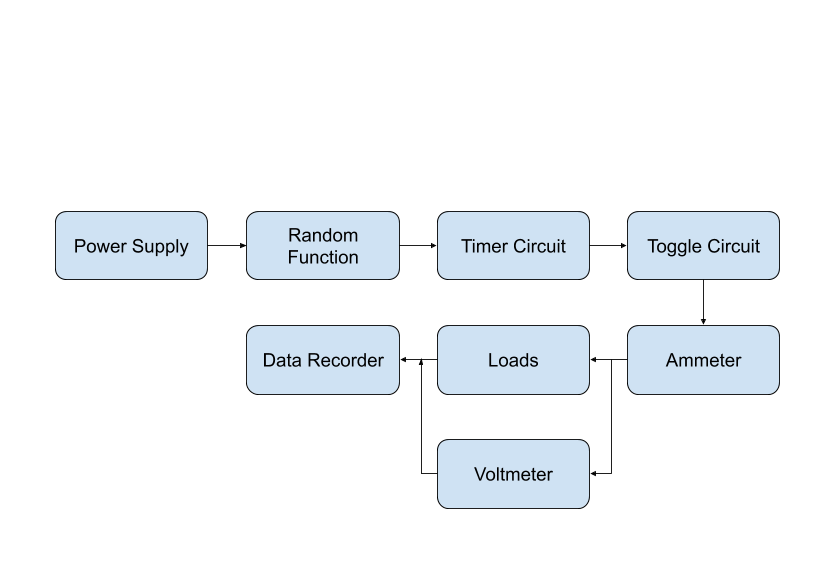 Power Supply
Random
Function
Timer Circuit
Toggle Circuit
Data Recorder
Loads
Ammeter
Voltmeter